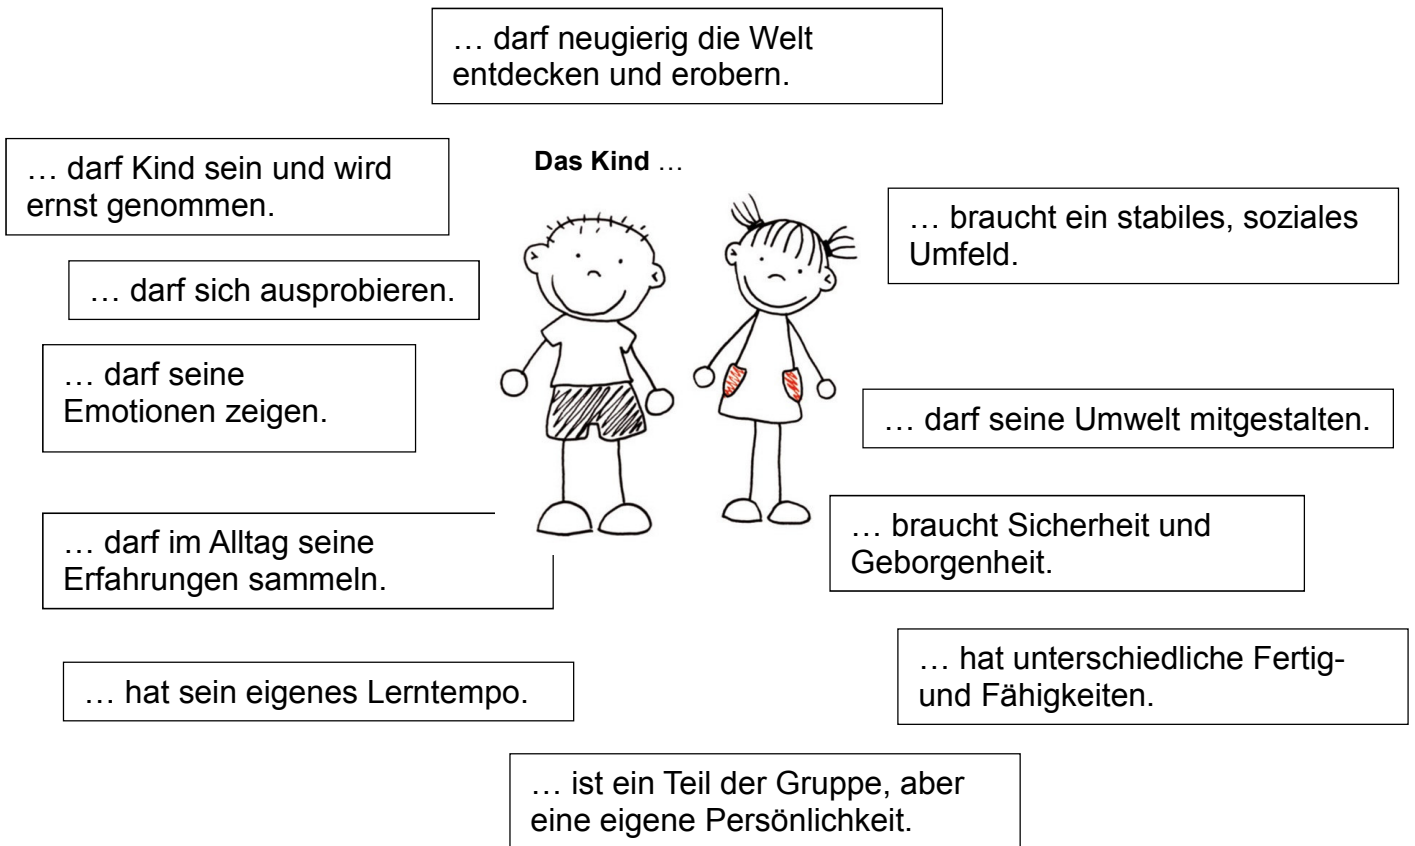 … darf neugierig die Welt
entdecken und erobern.
… darf Kind sein und wird
ernst genommen.
Das Kind …
… braucht ein stabiles, soziales
Umfeld.
… darf sich ausprobieren.
… darf seine
Emotionen zeigen.
… darf seine Umwelt mitgestalten.
… darf im Alltag seine
Erfahrungen sammeln.
… braucht Sicherheit und
Geborgenheit.
… hat sein eigenes Lerntempo.
… hat unterschiedliche Fertig-
und Fähigkeiten.
… ist ein Teil der Gruppe, aber
eine eigene Persönlichkeit.